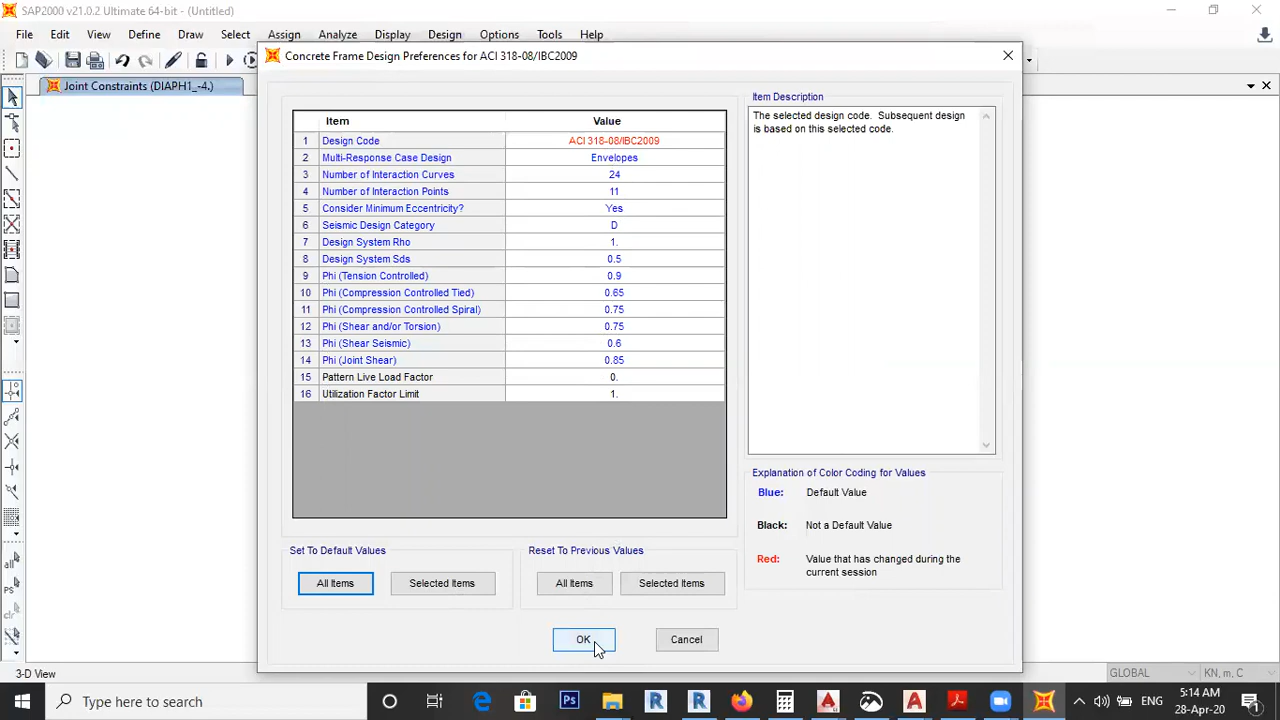 SAP2000 v21.0.2 Ultimate 64-bit - (Untitled)
File Edit View Define Draw Select Assign Analyze Display Design Options Tools Help
Joint Constraints (DIAPH1_-4,)
Concrete Frame Design Preferences for ACI 318-08/IBC2009
Item Value
1 Design Code ACI 318-08/IBC2009
2 Multi-Response Case Design Envelopes
3 Number of Interaction Curves 24
4 Number of Interaction Points 11
5 Consider Minimum Eccentricity? Yes
6 Seismic Design Category D
7 Design System Rho 1.
8 Design System Sds 0.5
9 Phi (Tension Controlled) 0.9
10 Phi (Compression Controlled Tied) 0.65
11 Phi (Compression Controlled Spiral) 0.75
12 Phi (Shear and/or Torsion) 0.75
13 Phi (Shear Seismic) 0.6
14 Phi (Joint Shear) 0.85
15 Pattern Live Load Factor 0.
16 Utilization Factor Limit 1.
Item Description
The selected design code. Subsequent design
is based on this selected code.
Explanation of Color Coding for Values
Blue: Default Value
Black: Not a Default Value
Red: Value that has changed during the
current session
Set To Default Values
All Items Selected Items
Reset To Previous Values
All Items Selected Items
OK Cancel
all
PS
clr
3-D View
GLOBAL KN, m, C
Type here to search
Ps
R R A A
ENG
5:14 AM
28-Apr-20
1